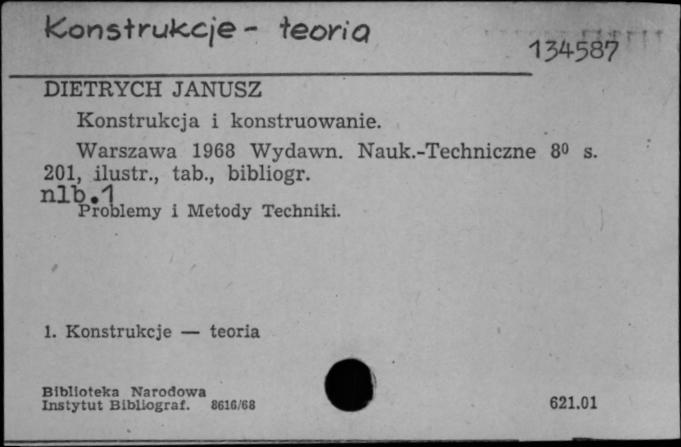 Konstrukcje - teoria
134587
DIETRYCH JANUSZ
Konstrukcja i konstruowanie.
Warszawa 1968 Wydawn. Nauk.-Techniczne 8⁰ s.
201, ilustr., tab., bibliogr.
nlb.1
Problemy i Metody Techniki.
1. Konstrukcje — teoria
Biblioteka Narodowa
Instytut Bibliograf. 8616/68
621.01